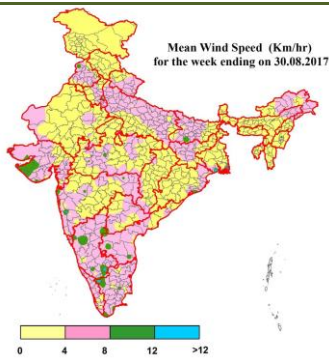 Mean Wind Speed (Km/hr)
for the week ending on 30.08.2017
0 4 8 12 >12